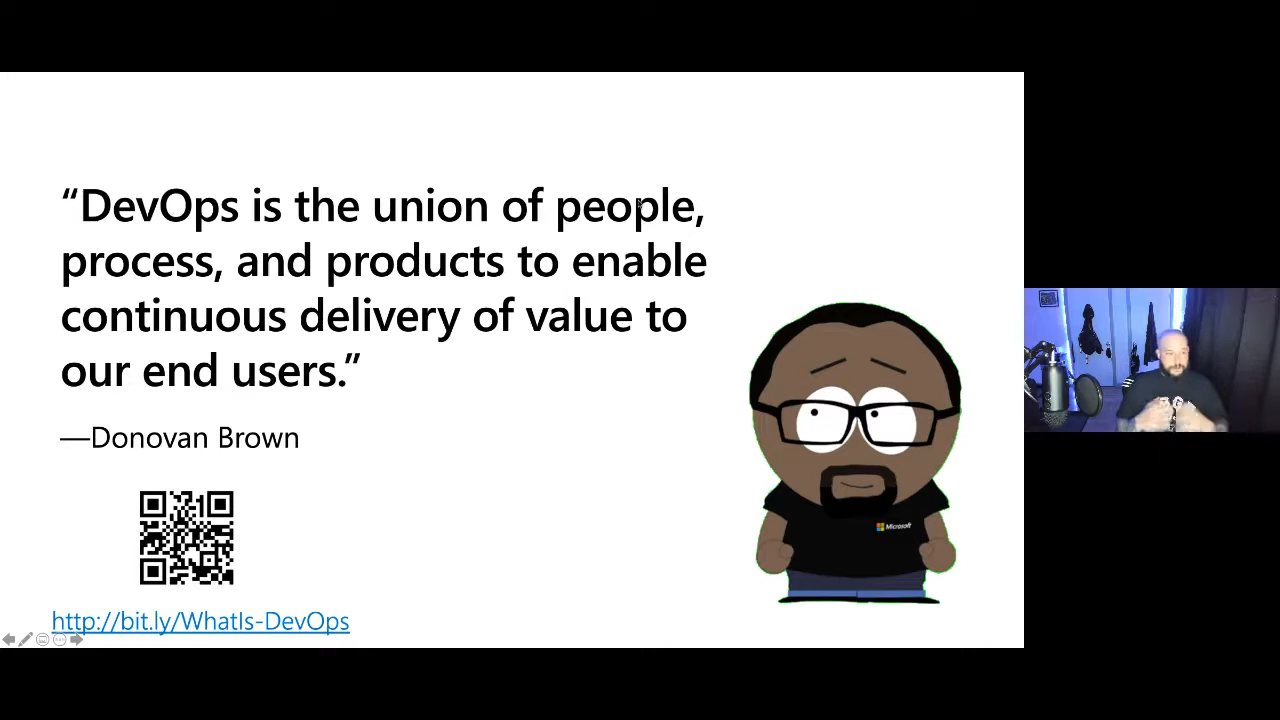 “DevOps is the union of people,
process, and products to enable
continuous delivery of value to
our end users.”
—Donovan Brown
Microsoft
http://bit.ly/WhatIs-DevOps